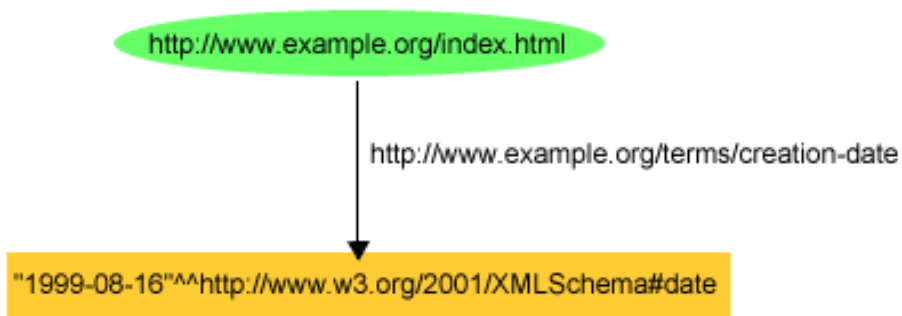 http://www.example.org/index.html
http://www.example.org/terms/creation-date
"1999-08-16"^^http://www.w3.org/2001/XMLSchema#date